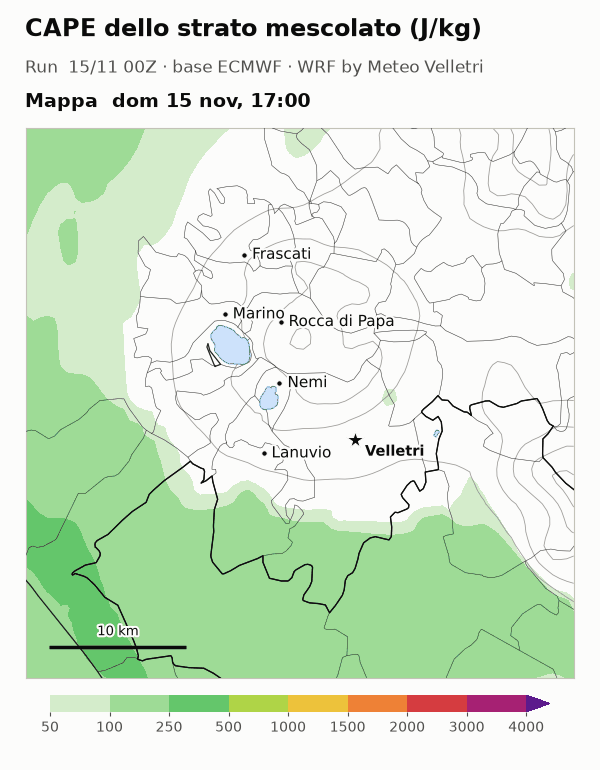 CAPE dello strato mescolato (J/kg)
Run  15/11 00Z · base ECMWF · WRF by Meteo Velletri
Mappa  dom 15 nov, 17:00
Frascati
Marino
Rocca di Papa
Nemi
Velletri
Lanuvio
10 km
50 100 250 500 1000 1500 2000 3000 4000